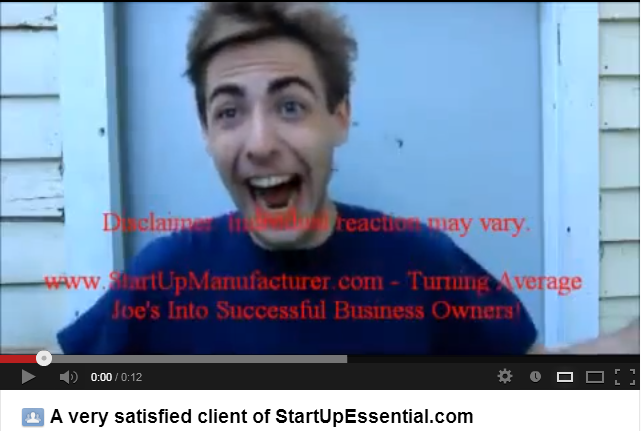 Disclaimer. Individual reaction may vary.
www.StartUpManufacturer.com - Turning Average
Joe's Into Successful Business Owners!
0:00 / 0:12
A very satisfied client of StartUpEssential.com